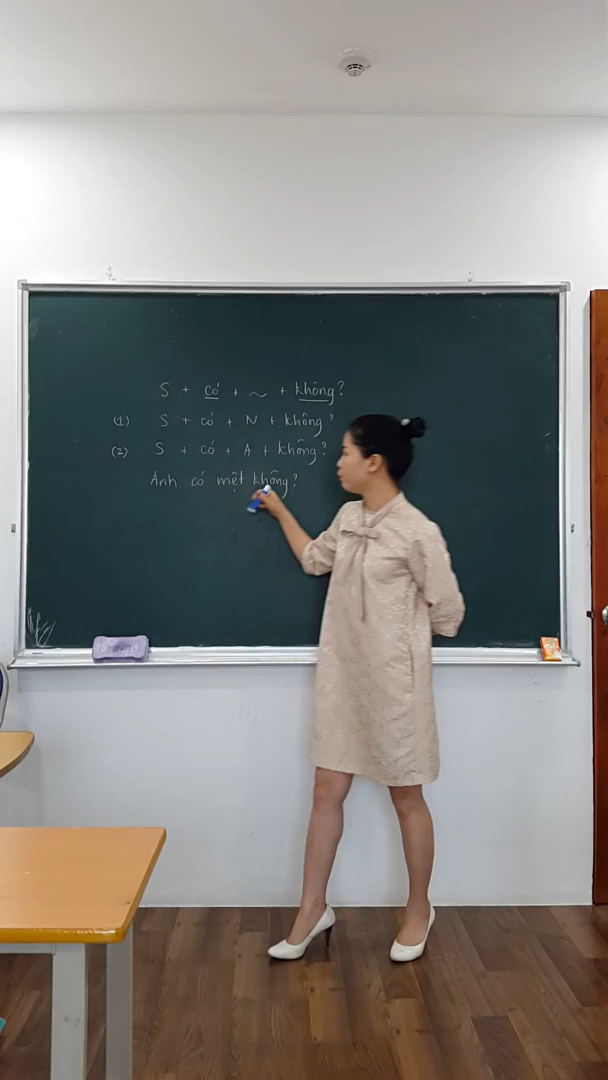 S + có + ~ + không?
(1) S + có + N + không?
(2) S + có + A + không?
Anh có mệt không?